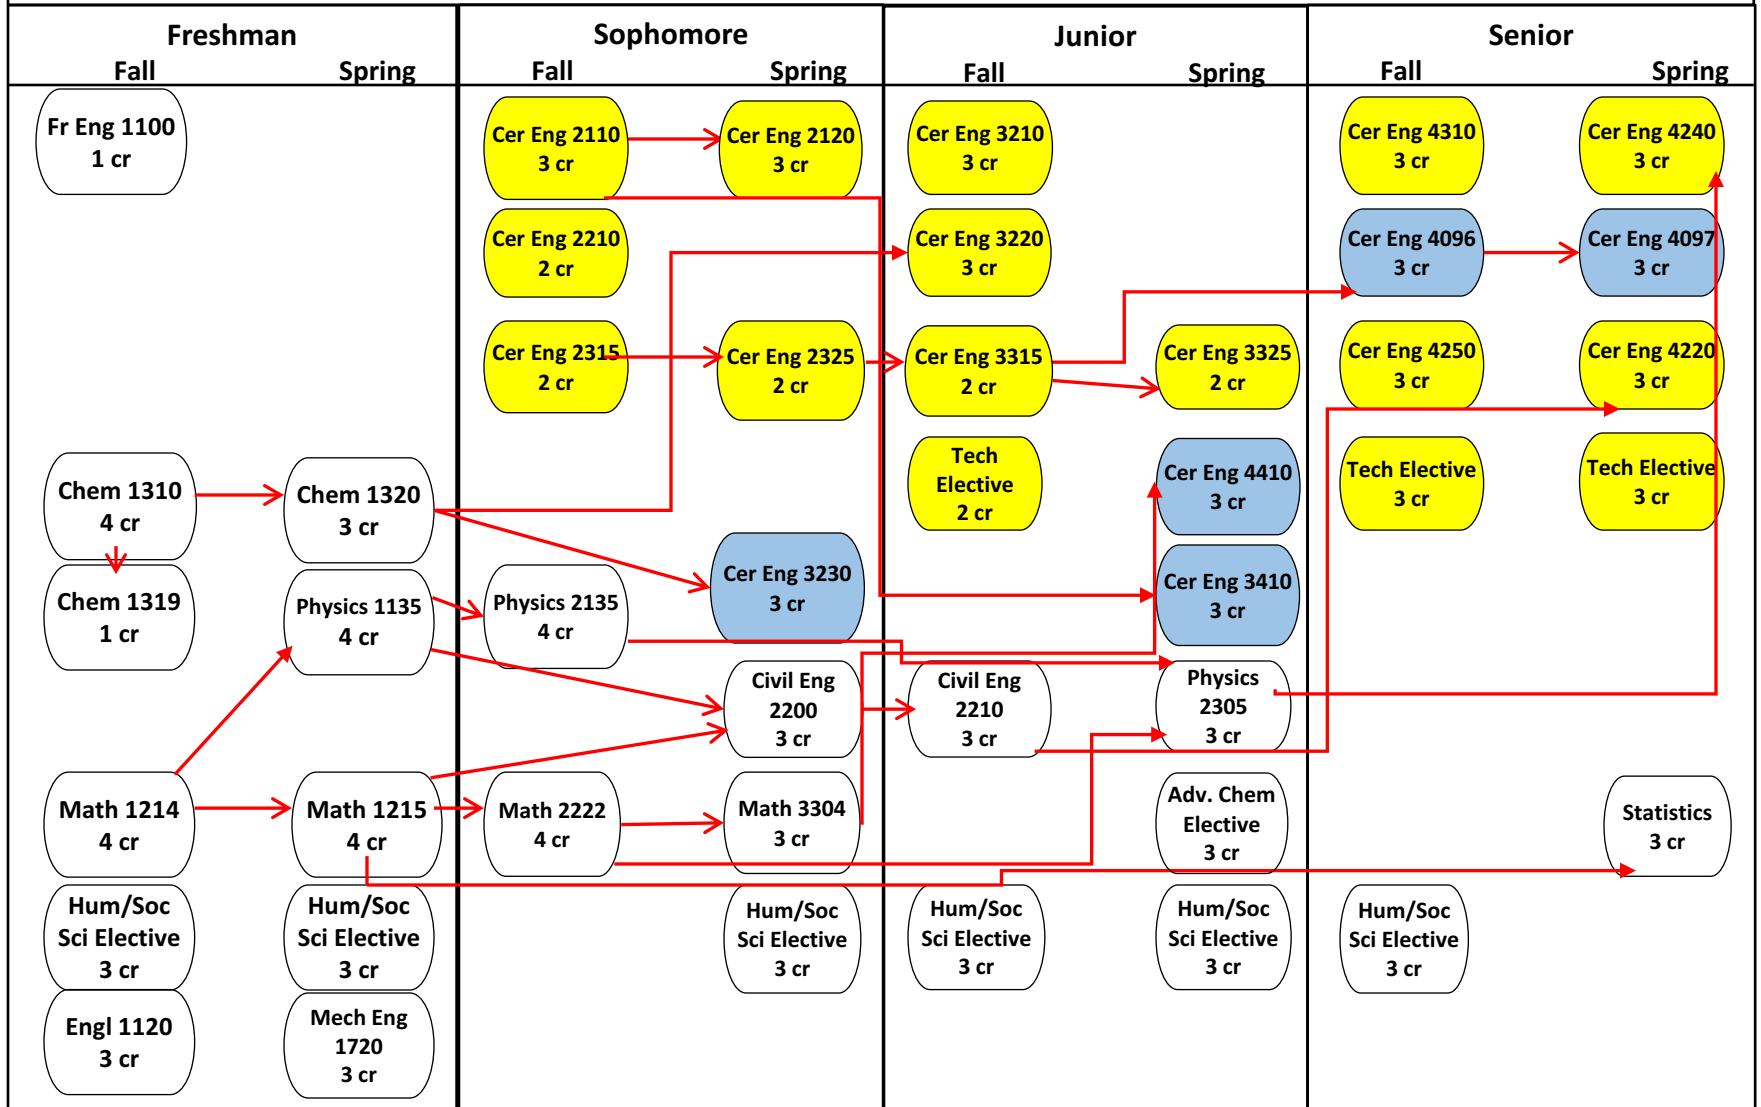 Freshman
Fall
Spring
Fr Eng 1100
1 cr
Chem 1310
4 cr
Chem 1319
1 cr
Math 1214
4 cr
Hum/Soc
Sci Elective
3 cr
Engl 1120
3 cr
Chem 1320
3 cr
Physics 1135
4 cr
Math 1215
4 cr
Hum/Soc
Sci Elective
3 cr
Mech Eng
1720
3 cr
Sophomore
Fall
Spring
Cer Eng 2110
3 cr
Cer Eng 2210
2 cr
Cer Eng 2315
2 cr
Physics 2135
4 cr
Math 2222
4 cr
Cer Eng 2120
3 cr
Cer Eng 2325
2 cr
Cer Eng 3230
3 cr
Civil Eng
2200
3 cr
Math 3304
3 cr
Hum/Soc
Sci Elective
3 cr
Junior
Fall
Spring
Cer Eng 3210
3 cr
Cer Eng 3220
3 cr
Cer Eng 3315
2 cr
Tech
Elective
2 cr
Civil Eng
2210
3 cr
Hum/Soc
Sci Elective
3 cr
Cer Eng 3325
2 cr
Cer Eng 4410
3 cr
Cer Eng 3410
3 cr
Physics
2305
3 cr
Adv. Chem
Elective
3 cr
Hum/Soc
Sci Elective
3 cr
Senior
Fall
Spring
Cer Eng 4310
3 cr
Cer Eng 4096
3 cr
Cer Eng 4250
3 cr
Tech Elective
3 cr
Hum/Soc
Sci Elective
3 cr
Cer Eng 4240
3 cr
Cer Eng 4097
3 cr
Cer Eng 4220
3 cr
Tech Elective
3 cr
Statistics
3 cr